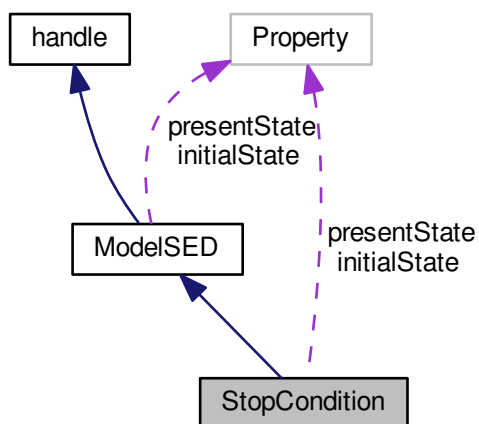 handle
Property
presentState
initialState
ModelSED
presentState
initialState
StopCondition